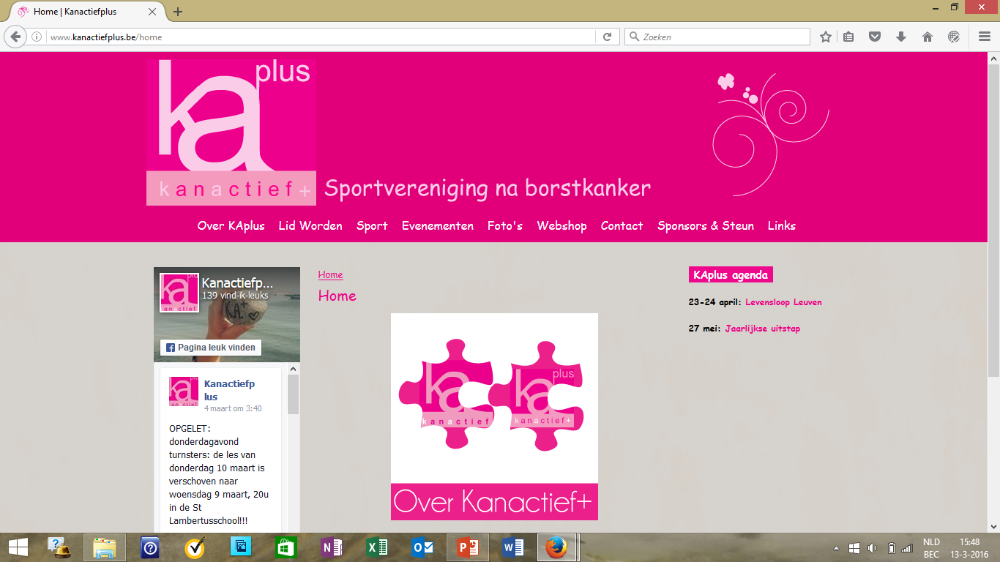 Home | Kanactiefplus
www.kanactiefplus.be/home
Zoeken
ka plus
kanactief+
Sportvereniging na borstkanker
Over KAplus Lid Worden Sport Evenementen Foto's Webshop Contact Sponsors & Steun Links
Kanactiefp...
139 vind-ik-leuks
KA+
Pagina leuk vinden
Kanactiefp
lus
4 maart om 3:40
OPGELET:
donderdagavond
turnsters: de les van
donderdag 10 maart is
verschoven naar
woensdag 9 maart, 20u
in de St
Lambertusschool!!!
Home
Home
ka
kanactief
ka plus
kanactief+
Over Kanactief+
KAplus agenda
23-24 april: Levensloop Leuven
27 mei: Jaarlijkse uitstap
NLD
BEC
15:48
13-3-2016